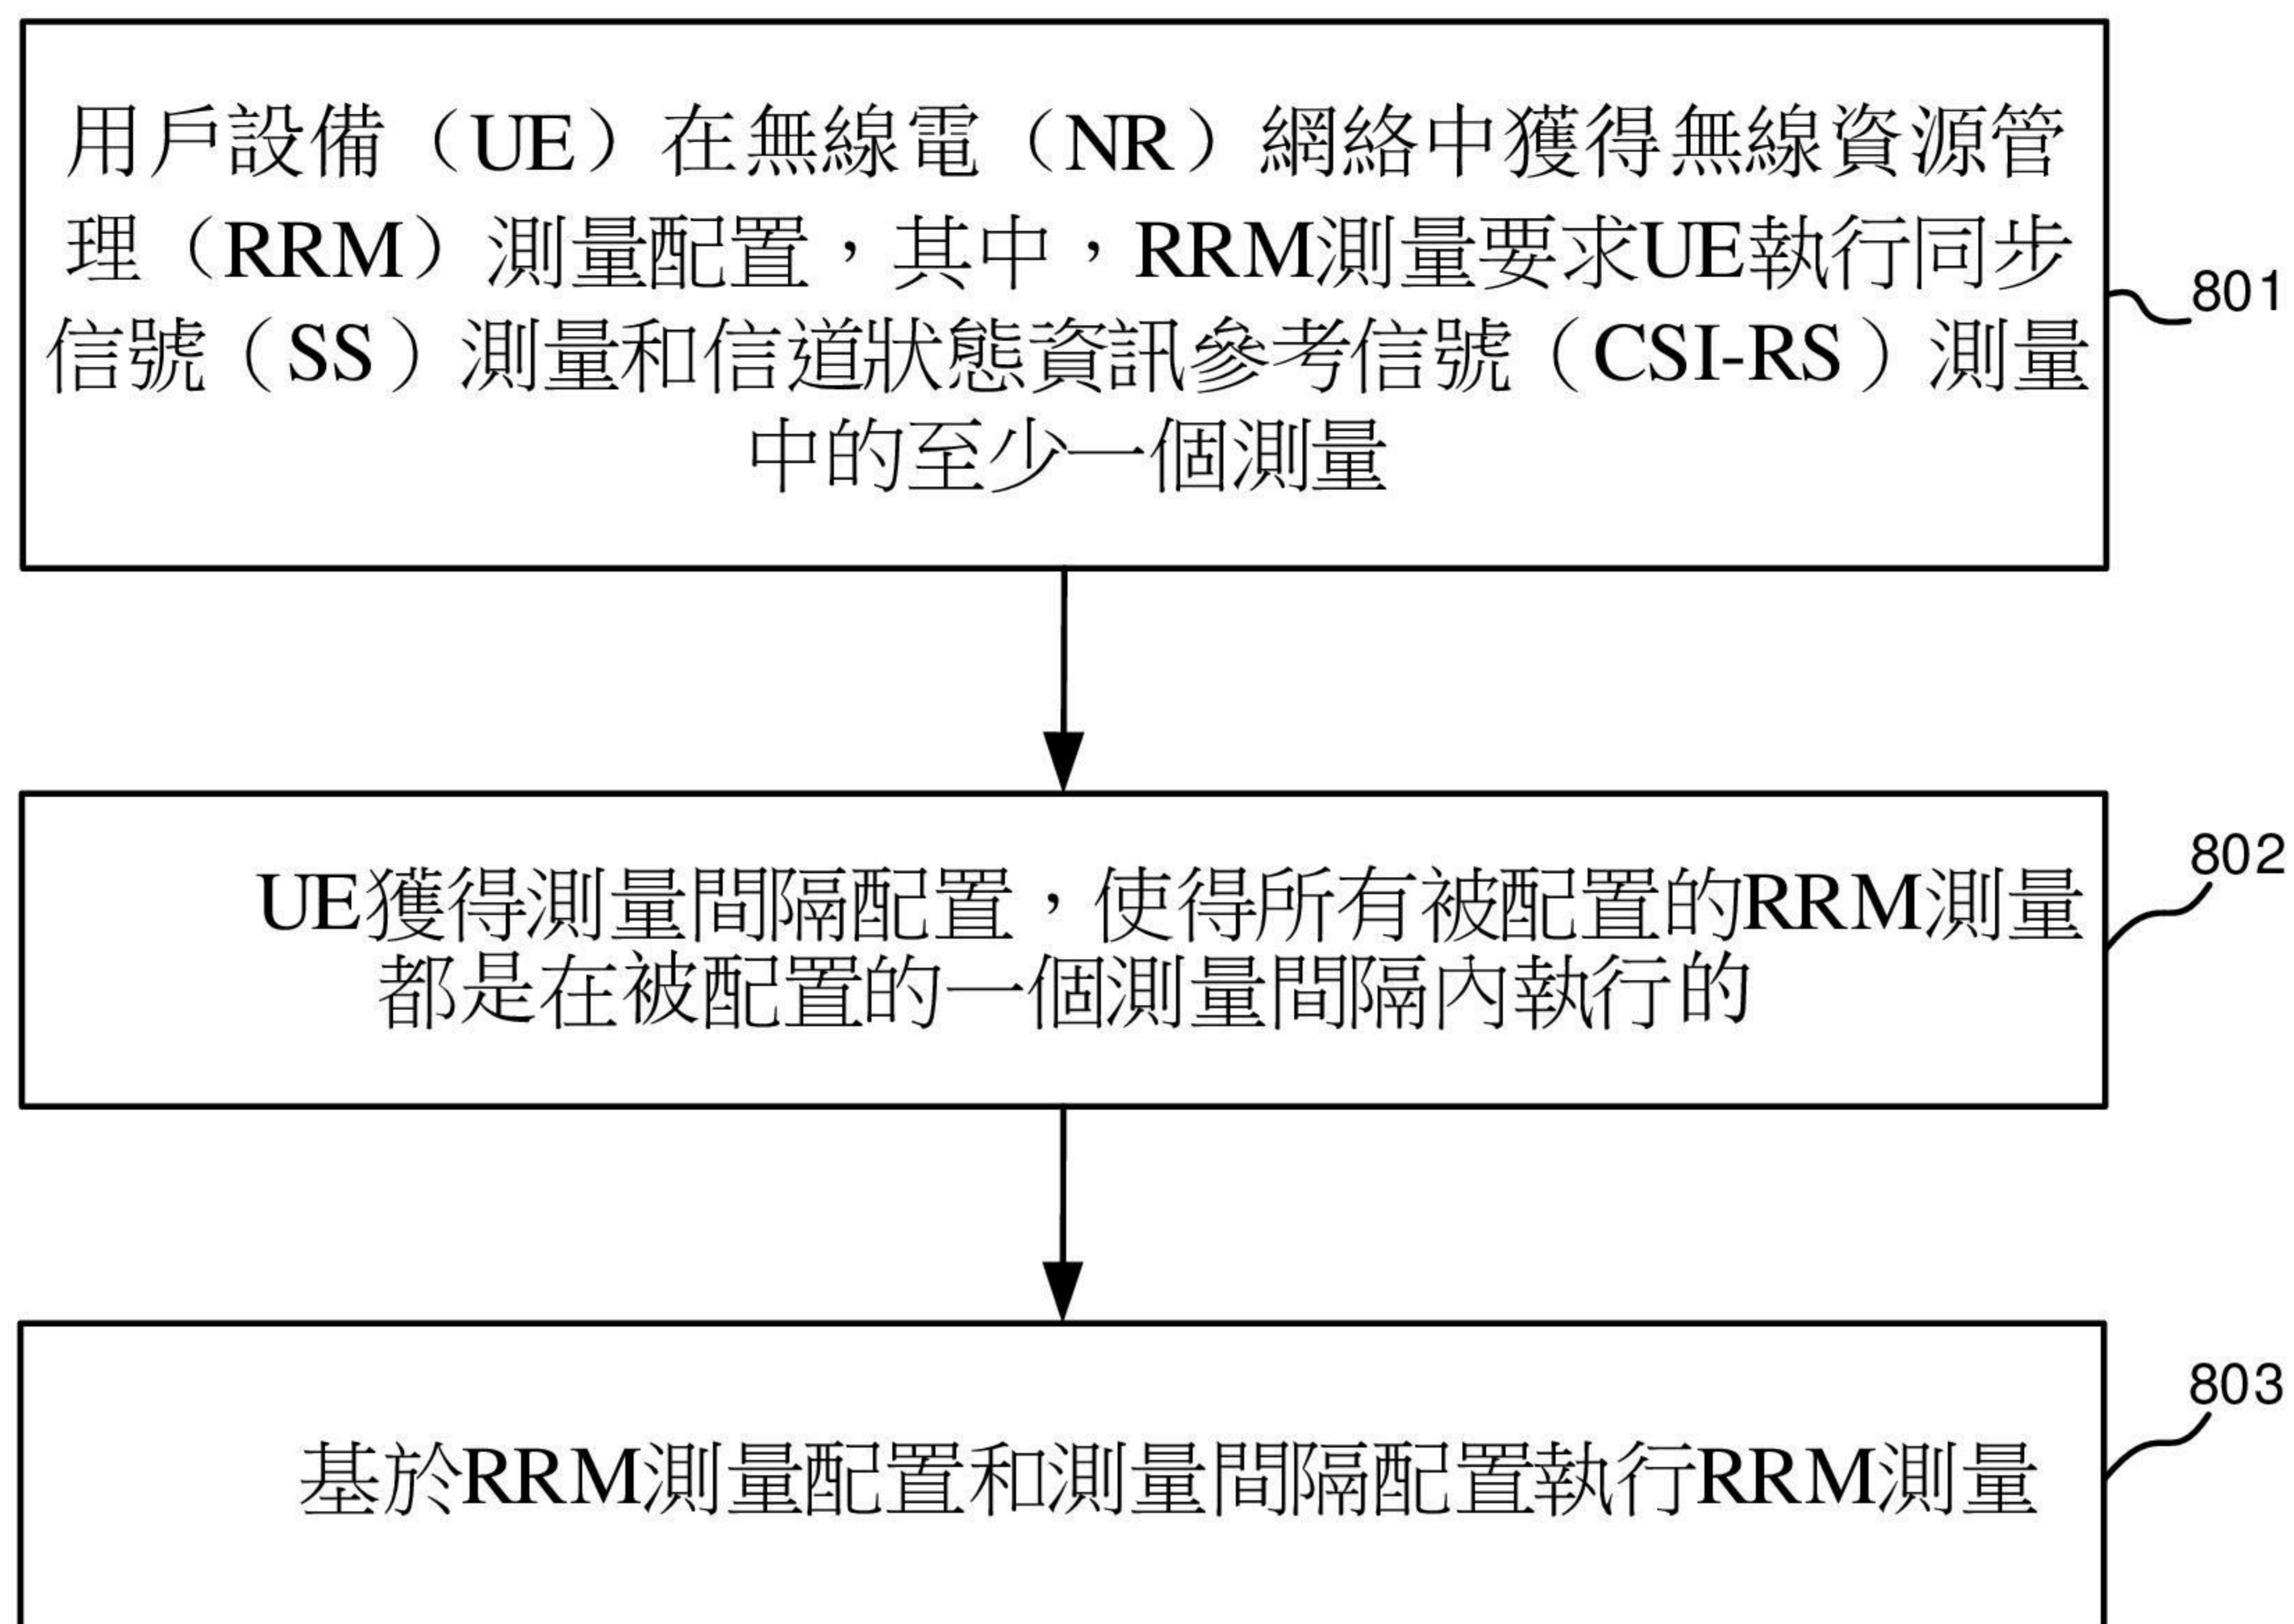 用戶設備（UE）在無線電（NR）網絡中獲得無線資源管
理（RRM）測量配置，其中，RRM測量要求UE執行同步
信號（SS）測量和信道狀態資訊參考信號（CSI-RS）測量
中的至少一個測量
801
UE獲得測量間隔配置，使得所有被配置的RRM測量
都是在被配置的一個測量間隔內執行的
802
基於RRM測量配置和測量間隔配置執行RRM測量
803